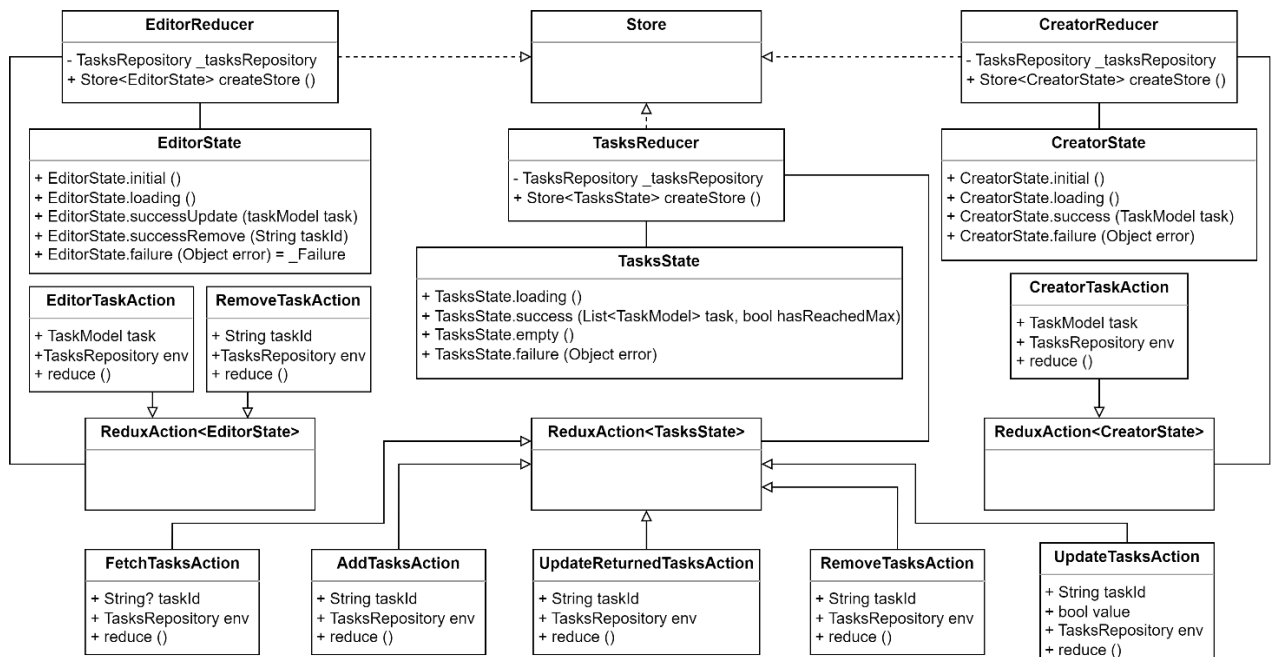 EditorReducer
- TasksRepository _tasksRepository
+ Store<EditorState> createStore ()
Store
CreatorReducer
- TasksRepository _tasksRepository
+ Store<CreatorState> createStore ()
EditorState
+ EditorState.initial ()
+ EditorState.loading ()
+ EditorState.successUpdate (taskModel task)
+ EditorState.successRemove (String taskId)
+ EditorState.failure (Object error) = _Failure
TasksReducer
- TasksRepository _tasksRepository
+ Store<TasksState> createStore ()
CreatorState
+ CreatorState.initial ()
+ CreatorState.loading ()
+ CreatorState.success (TaskModel task)
+ CreatorState.failure (Object error)
TasksState
+ TasksState.loading ()
+ TasksState.success (List<TaskModel> task, bool hasReachedMax)
+ TasksState.empty ()
+ TasksState.failure (Object error)
EditorTaskAction
+ TaskModel task
+TasksRepository env
+ reduce ()
RemoveTaskAction
+ String taskId
+TasksRepository env
+ reduce ()
CreatorTaskAction
+ TaskModel task
+ TasksRepository env
+ reduce ()
ReduxAction<EditorState>
ReduxAction<TasksState>
ReduxAction<CreatorState>
FetchTasksAction
+ String? taskId
+ TasksRepository env
+ reduce ()
AddTasksAction
+ String taskId
+ TasksRepository env
+ reduce ()
UpdateReturnedTasksAction
+ String taskId
+ TasksRepository env
+ reduce ()
RemoveTasksAction
+ String taskId
+ TasksRepository env
+ reduce ()
UpdateTasksAction
+ String taskId
+ bool value
+ TasksRepository env
+ reduce ()